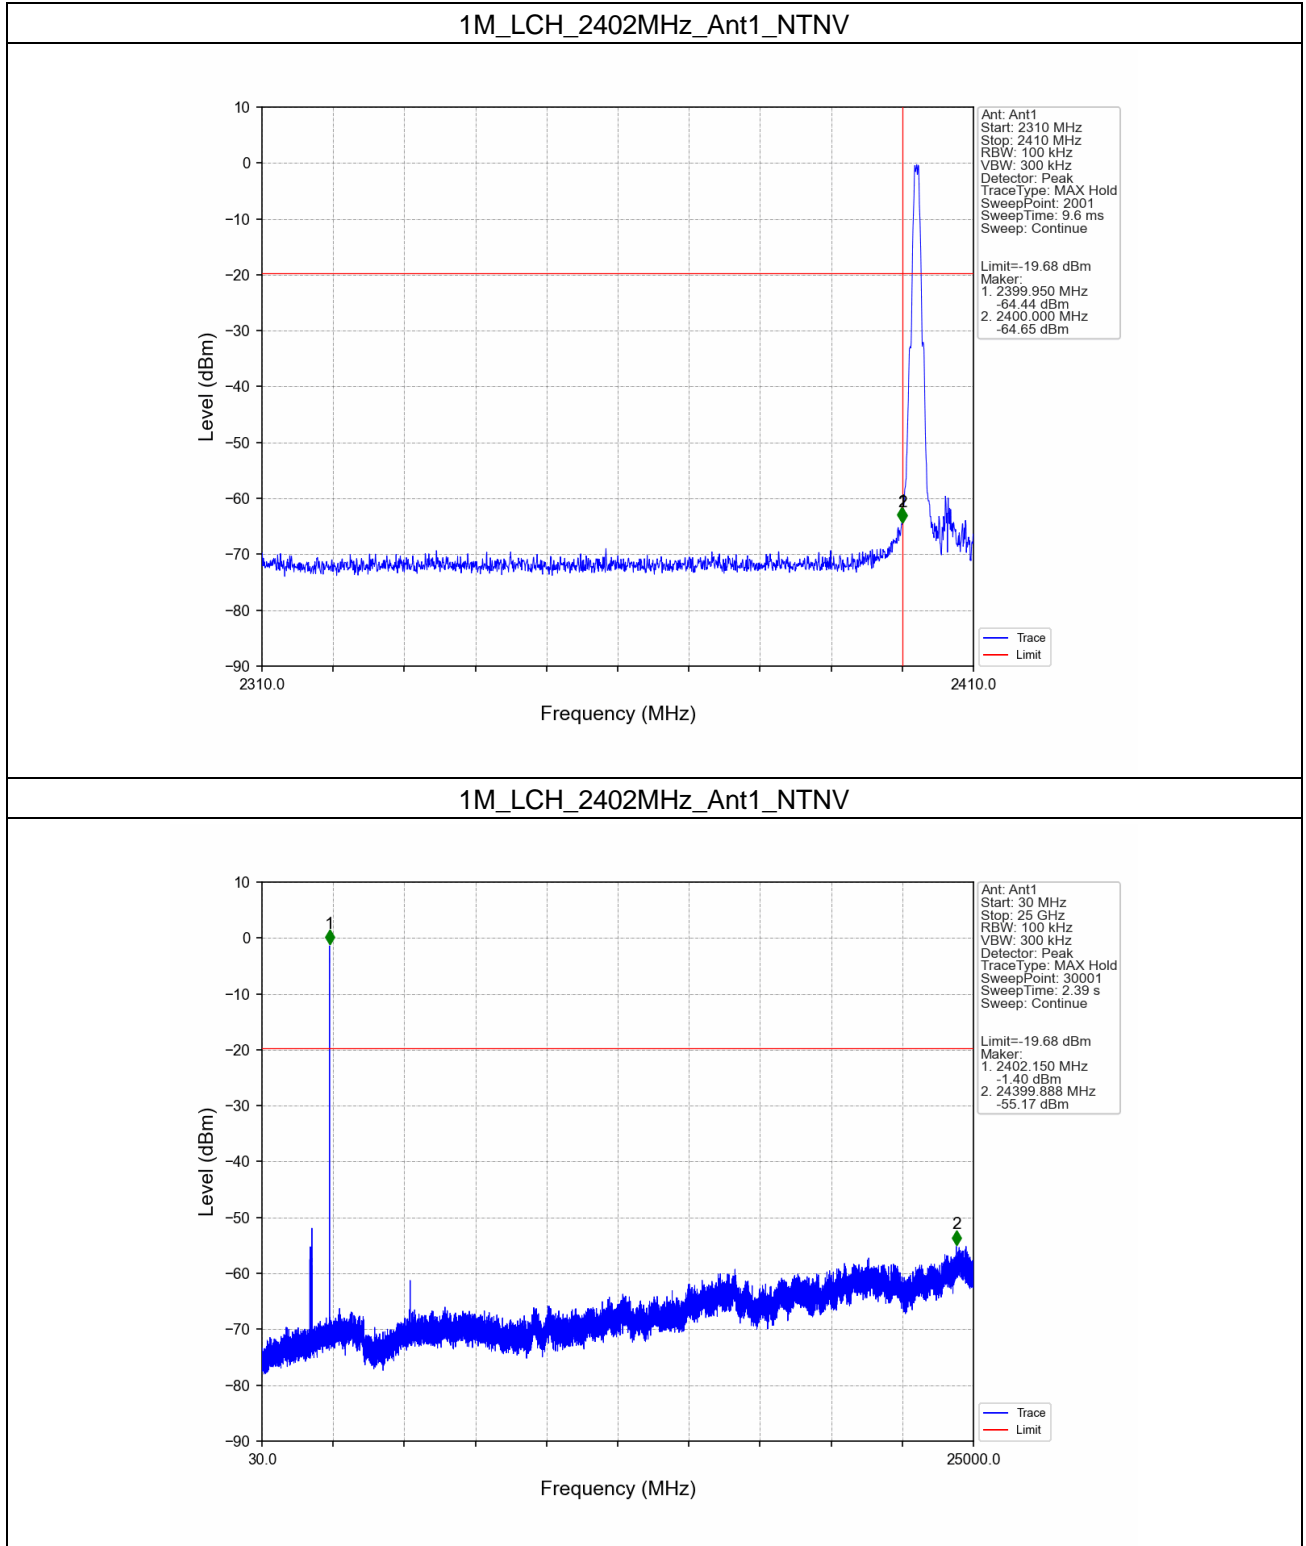 1M_LCH_2402MHz_Ant1_NTNV
10
0
−10
−20
−30
−40
−50
−60
−70
−80
−90
Level (dBm)
2310.0
2410.0
Frequency (MHz)
1
2
Ant: Ant1
Start: 2310 MHz
Stop: 2410 MHz
RBW: 100 kHz
VBW: 300 kHz
Detector: Peak
TraceType: MAX Hold
SweepPoint: 2001
SweepTime: 9.6 ms
Sweep: Continue
Limit=-19.68 dBm
Maker:
1. 2399.950 MHz
-64.44 dBm
2. 2400.000 MHz
-64.65 dBm
Trace
Limit
1M_LCH_2402MHz_Ant1_NTNV
10
0
−10
−20
−30
−40
−50
−60
−70
−80
−90
Level (dBm)
30.0
25000.0
Frequency (MHz)
1
2
Ant: Ant1
Start: 30 MHz
Stop: 25 GHz
RBW: 100 kHz
VBW: 300 kHz
Detector: Peak
TraceType: MAX Hold
SweepPoint: 30001
SweepTime: 2.39 s
Sweep: Continue
Limit=-19.68 dBm
Maker:
1. 2402.150 MHz
-1.40 dBm
2. 24399.888 MHz
-55.17 dBm
Trace
Limit